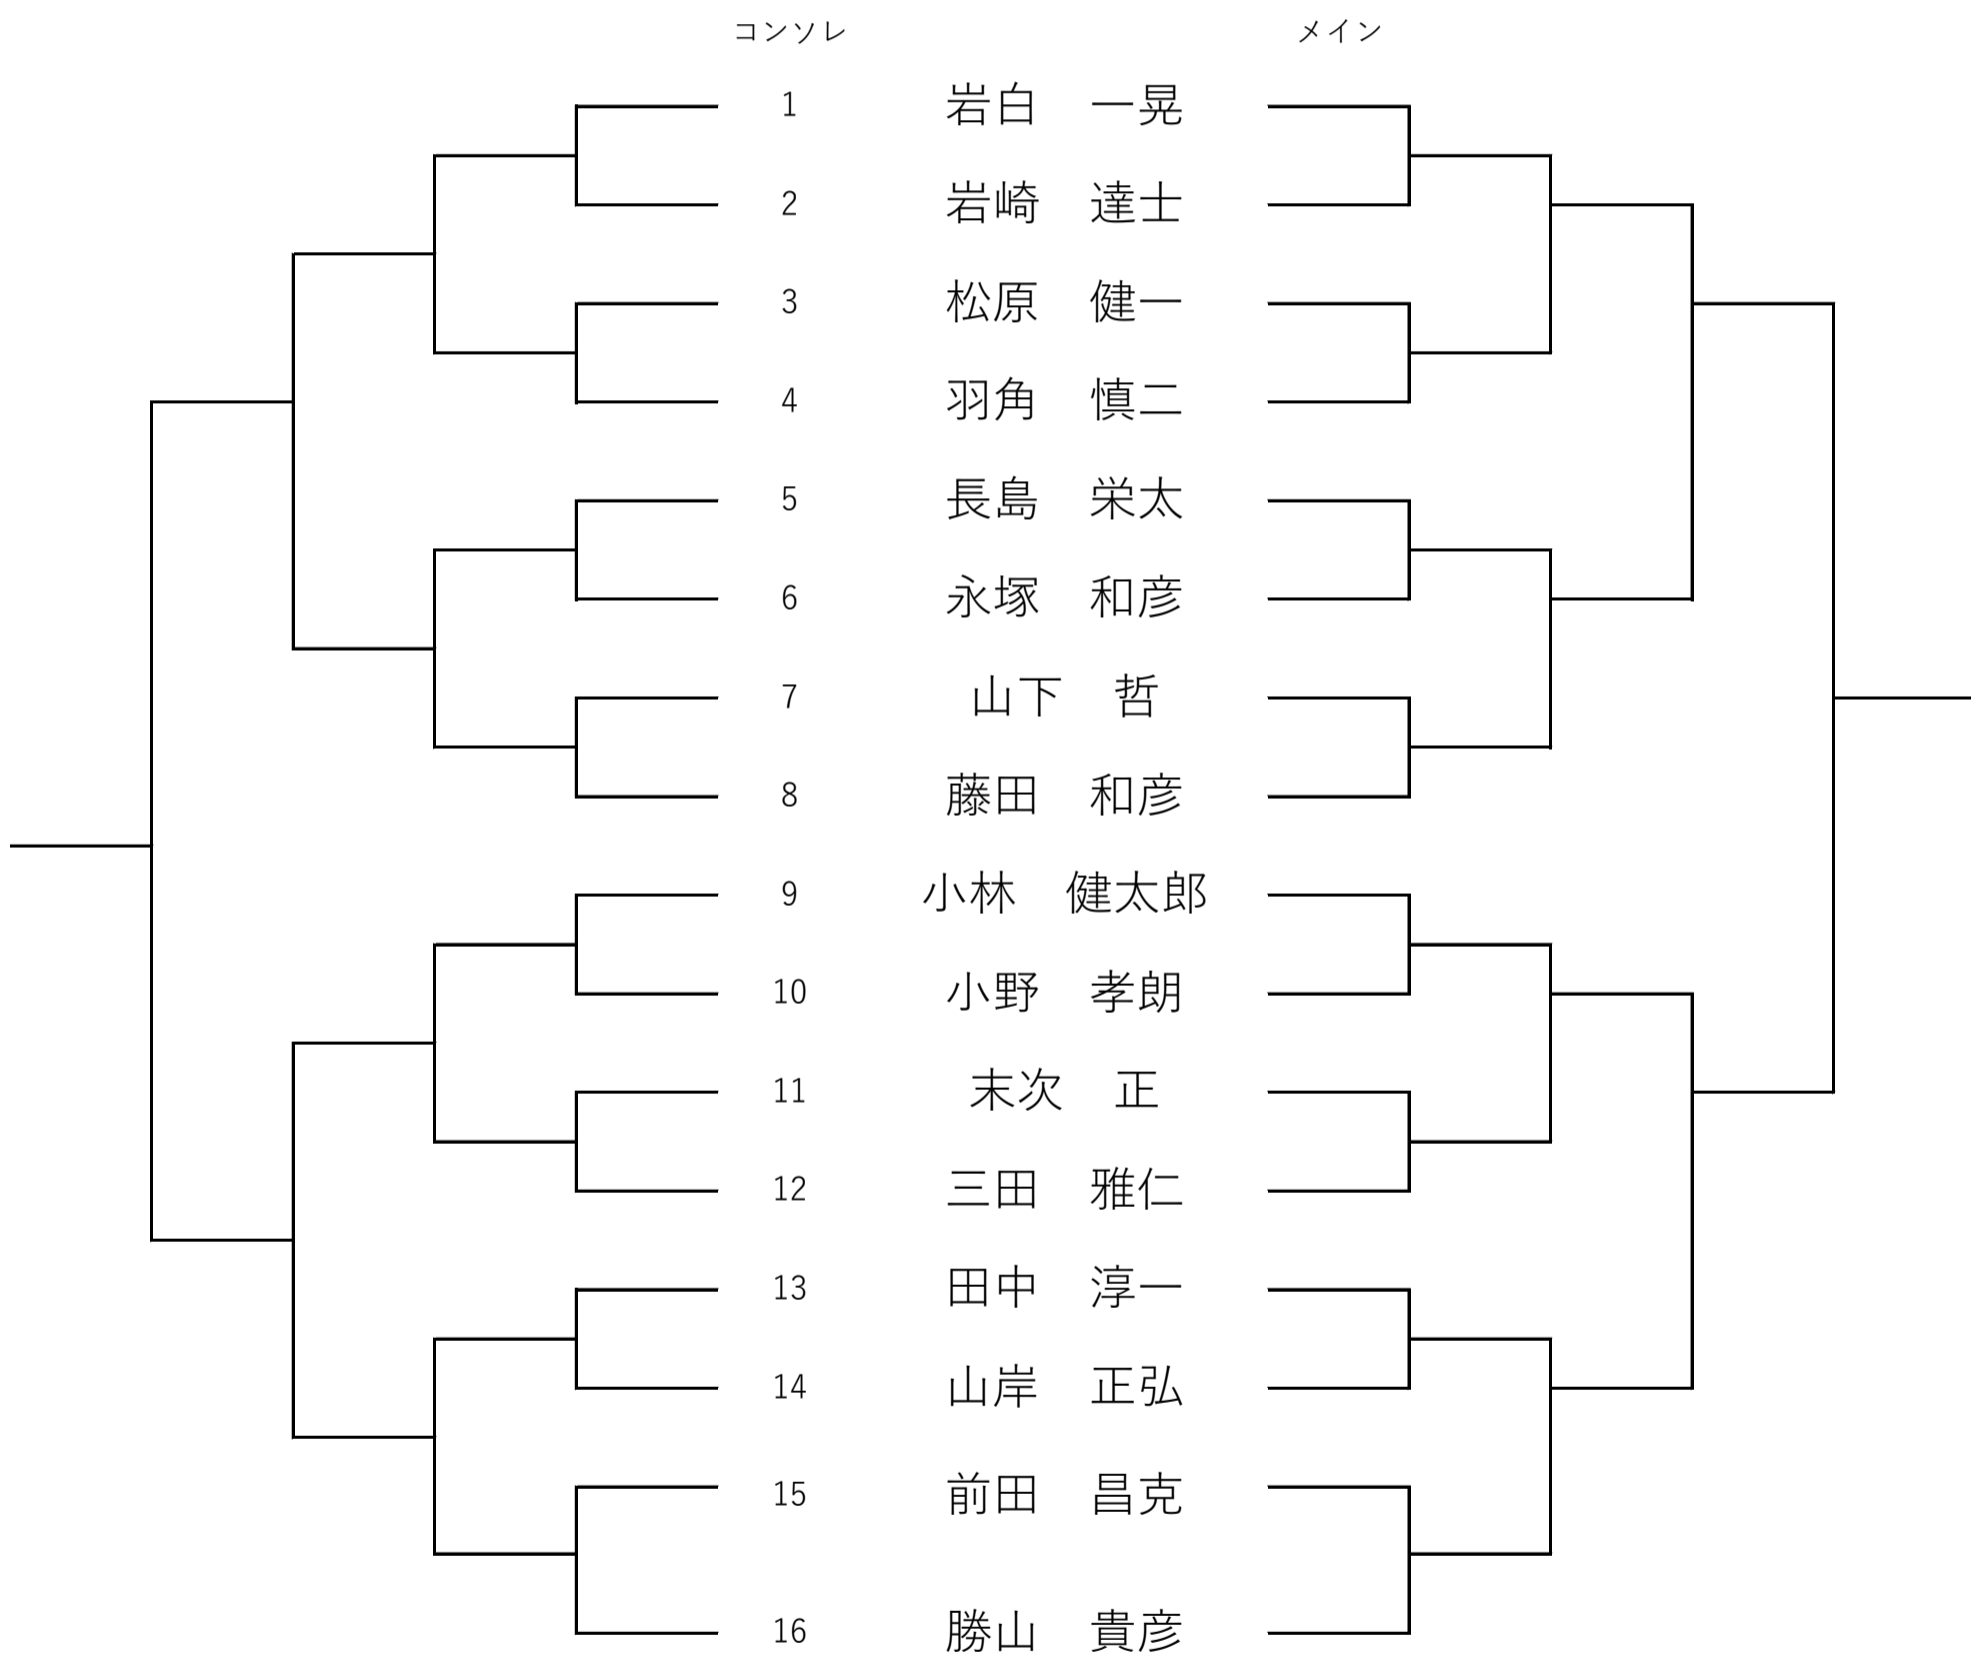 コンソレ メイン
1 岩白 一晃
2 岩崎 達士
3 松原 健一
4 羽角 慎二
5 長島 栄太
6 永塚 和彦
7 山下 哲
8 藤田 和彦
9 小林 健太郎
10 小野 孝朗
11 末次 正
12 三田 雅仁
13 田中 淳一
14 山岸 正弘
15 前田 昌克
16 勝山 貴彦